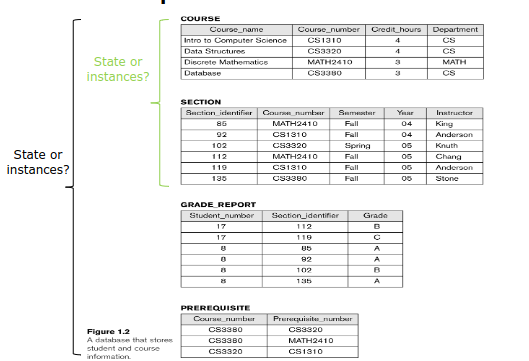 COURSE
Course_name Course_number Credit_hours Department
Intro to Computer Science CS1310 4 CS
Data Structures CS3320 4 CS
Discrete Mathematics MATH2410 3 MATH
Database CS3380 3 CS
State or
instances?
SECTION
Section_identifier Course_number Semester Year Instructor
85 MATH2410 Fall 04 King
92 CS1310 Fall 04 Anderson
102 CS3320 Spring 05 Knuth
112 MATH2410 Fall 05 Chang
119 CS1310 Fall 05 Anderson
135 CS3380 Fall 05 Stone
State or
instances?
GRADE_REPORT
Student_number Section_identifier Grade
17 112 B
17 119 C
8 85 A
8 92 A
8 102 B
8 135 A
PREREQUISITE
Course_number Prerequisite_number
CS3380 CS3320
CS3380 MATH2410
CS3320 CS1310
Figure 1.2
A database that stores
student and course
information.